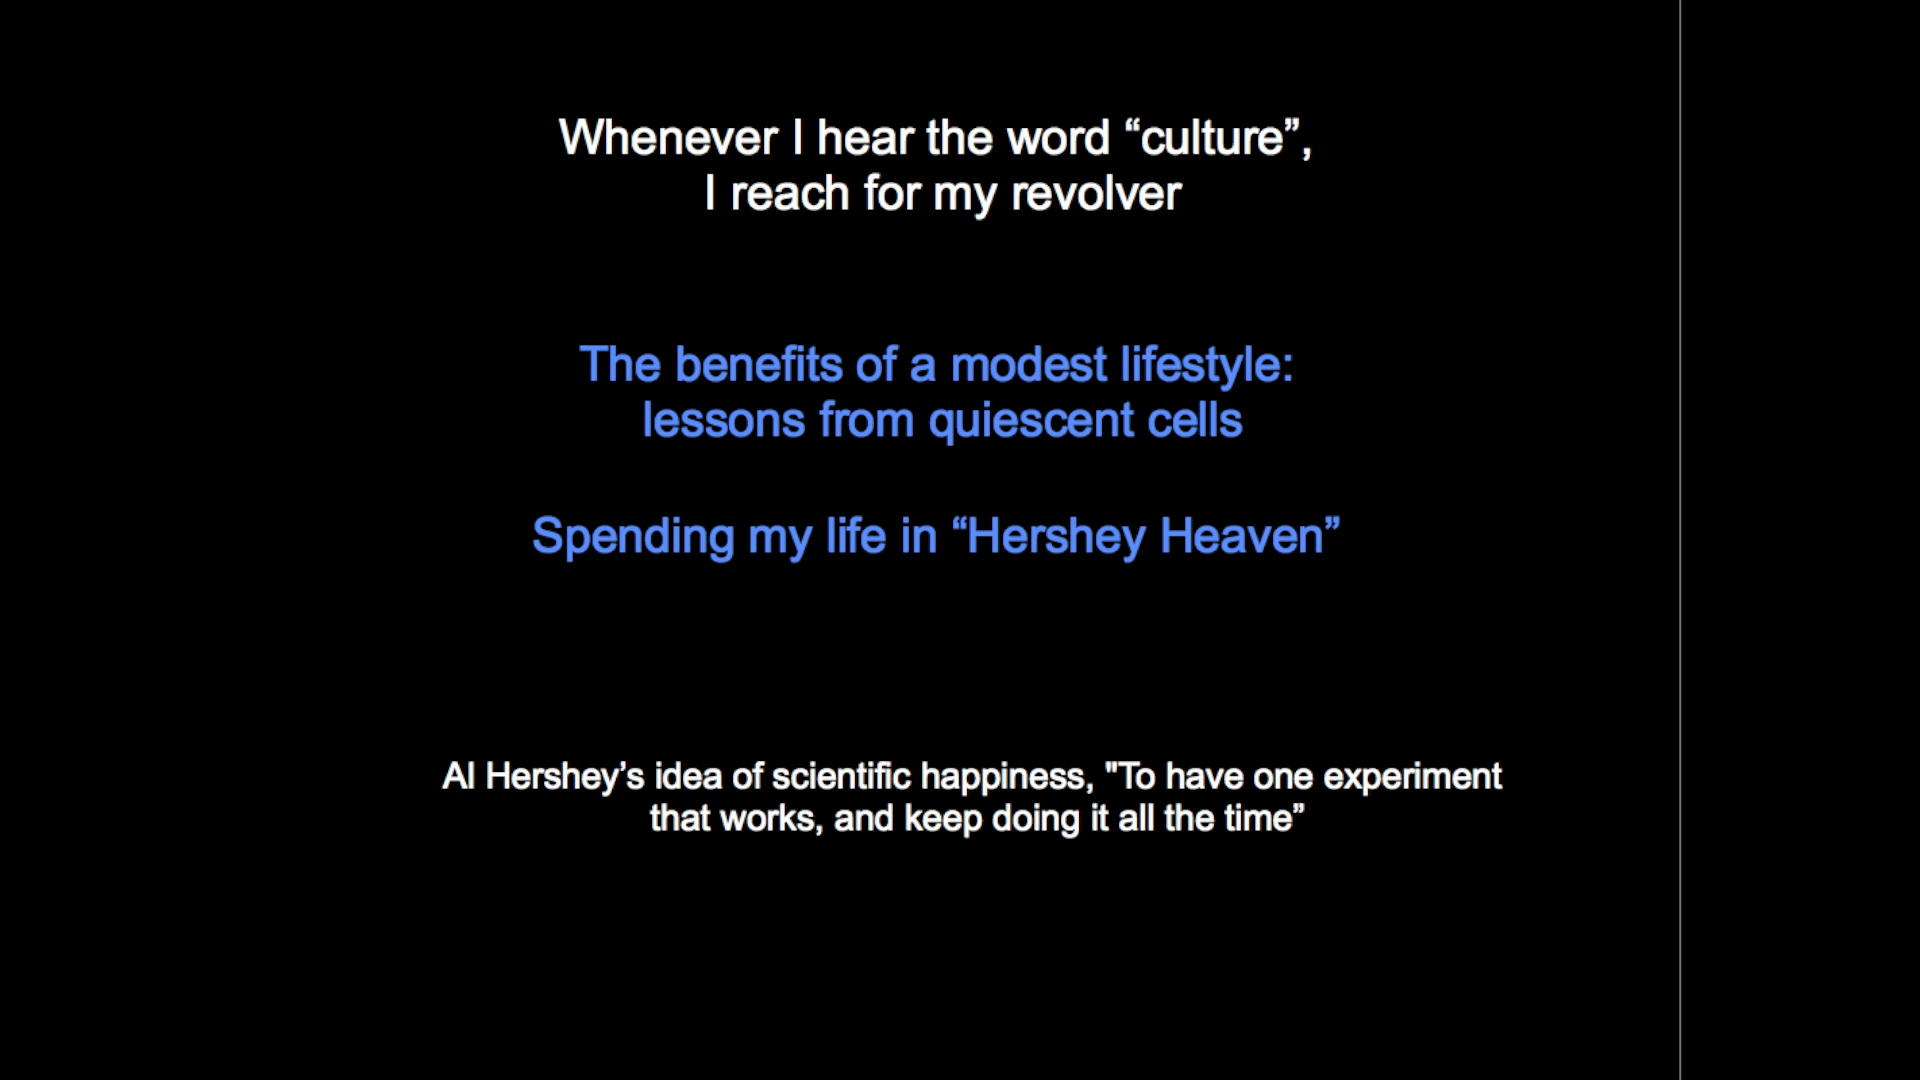 Whenever I hear the word “culture”,
I reach for my revolver
The benefits of a modest lifestyle:
lessons from quiescent cells
Spending my life in “Hershey Heaven”
Al Hershey’s idea of scientific happiness, "To have one experiment
that works, and keep doing it all the time”